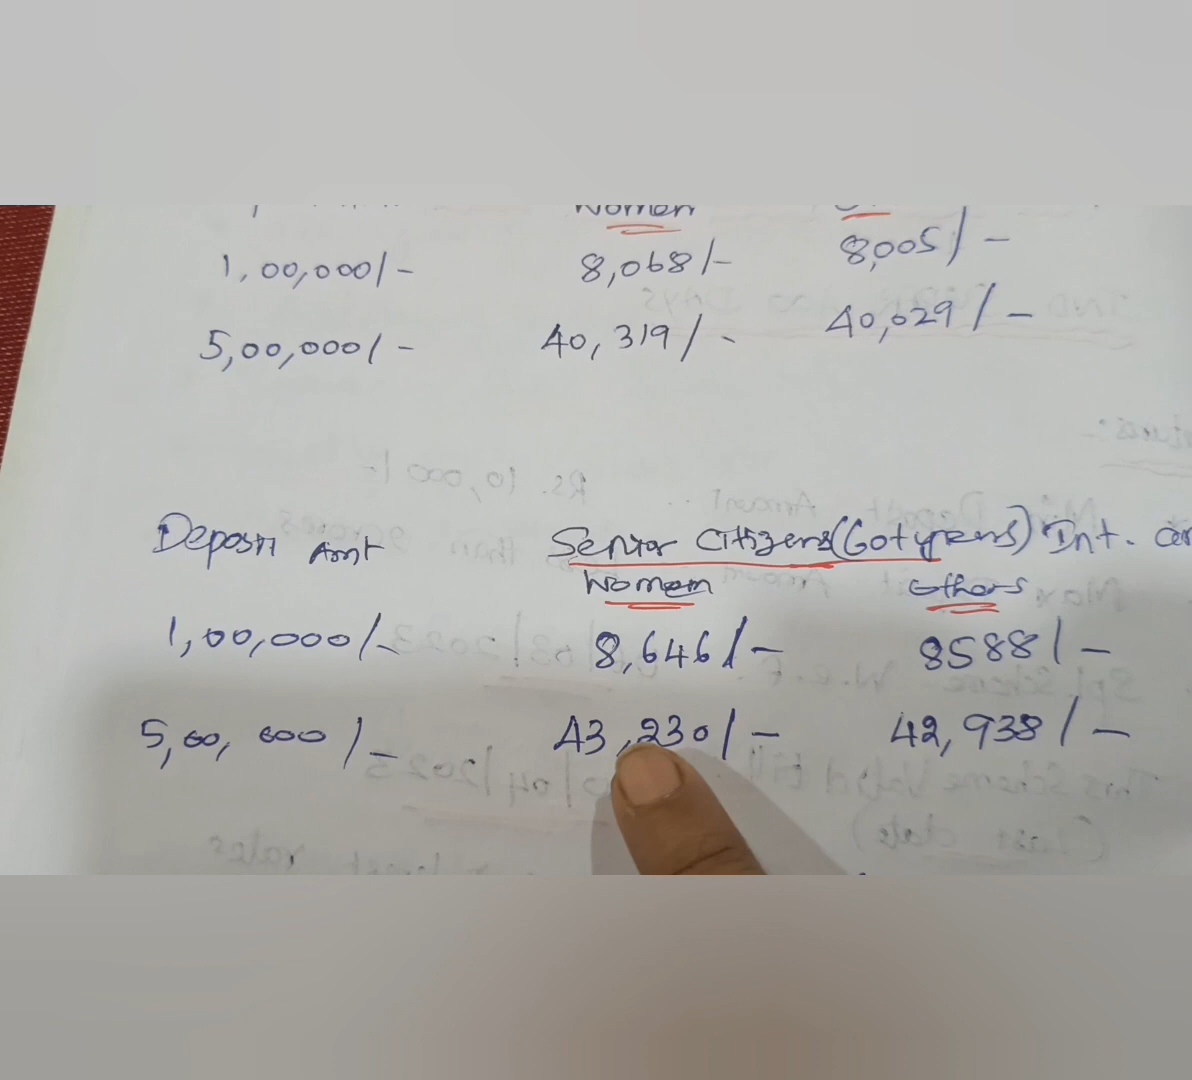 Women
1,00,000/- 8,068/- 8,005/-
5,00,000/- 40,319/- 40,029/-
Deposit Amt Senior Citizens (60+years) Int.
Women Others
1,00,000/- 8,646/- 8588/-
5,00,000/- 43,230/- 42,938/-